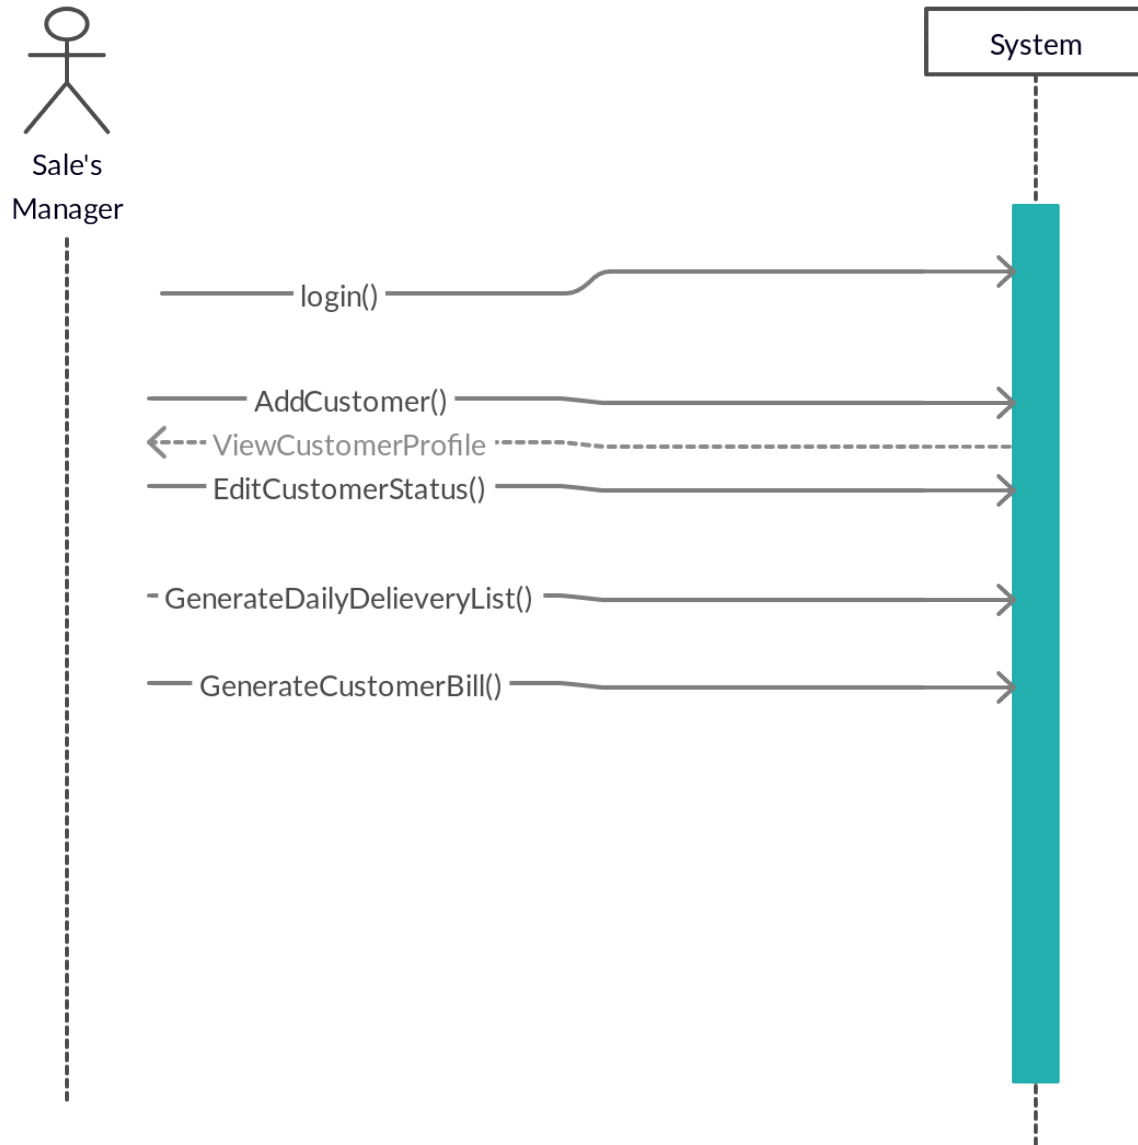 System
Sale's
Manager
login()
AddCustomer()
ViewCustomerProfile
EditCustomerStatus()
GenerateDailyDelieveryList()
GenerateCustomerBill()